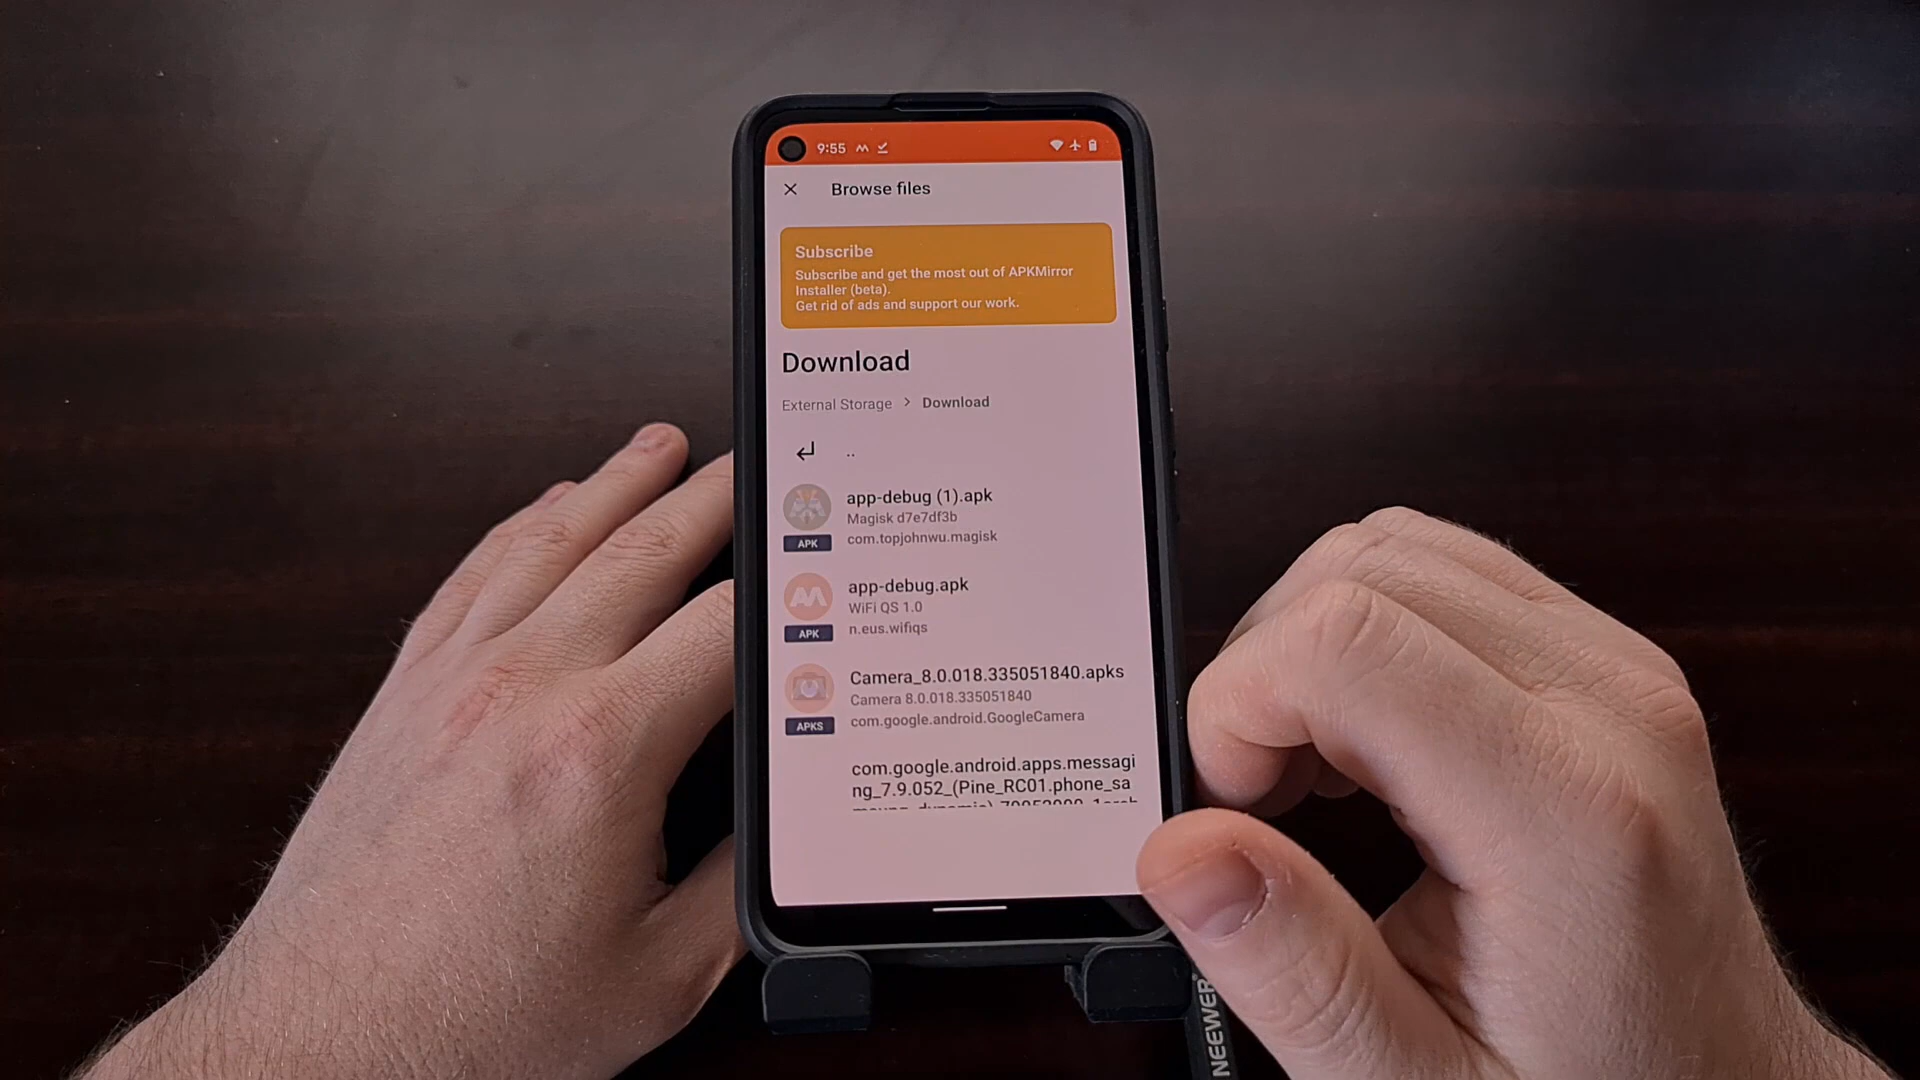 9:55
Browse files
Subscribe
Subscribe and get the most out of APKMirror
Installer (beta).
Get rid of ads and support our work.
Download
External Storage > Download
..
app-debug (1).apk
Magisk d7e7df3b
APK
com.topjohnwu.magisk
app-debug.apk
WiFi QS 1.0
APK
n.eus.wifiqs
Camera_8.0.018.335051840.apks
Camera 8.0.018.335051840
APKS
com.google.android.GoogleCamera
com.google.android.apps.messagi
ng_7.9.052_(Pine_RC01.phone_sa
NEEWER